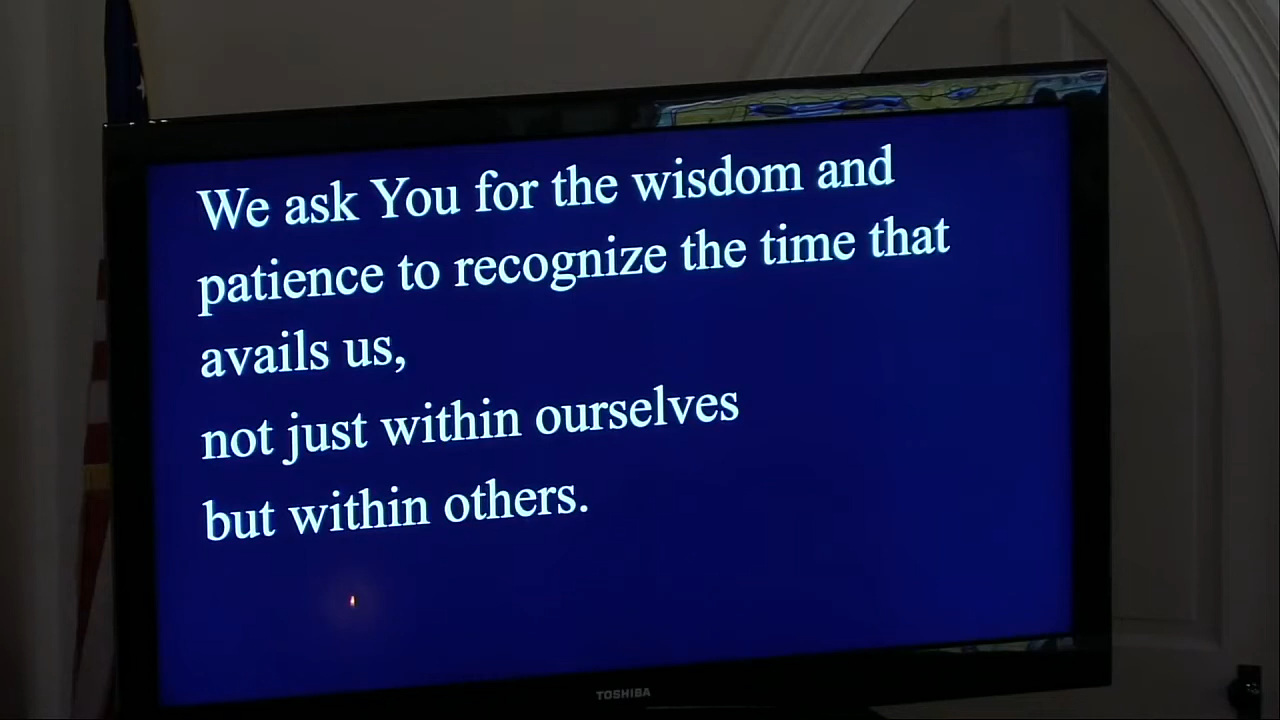 We ask You for the wisdom and
patience to recognize the time that
avails us,
not just within ourselves
but within others.
TOSHIBA